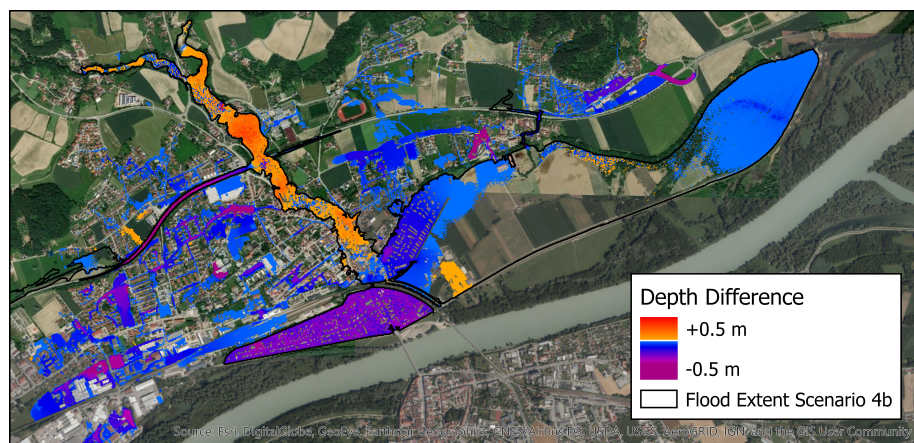 Depth Difference
+0.5 m
-0.5 m
Flood Extent Scenario 4b
Source: Esri, DigitalGlobe, GeoEye, Earthstar Geographics, CNES/Airbus DS, USDA, USGS, AeroGRID, IGN, and the GIS User Community